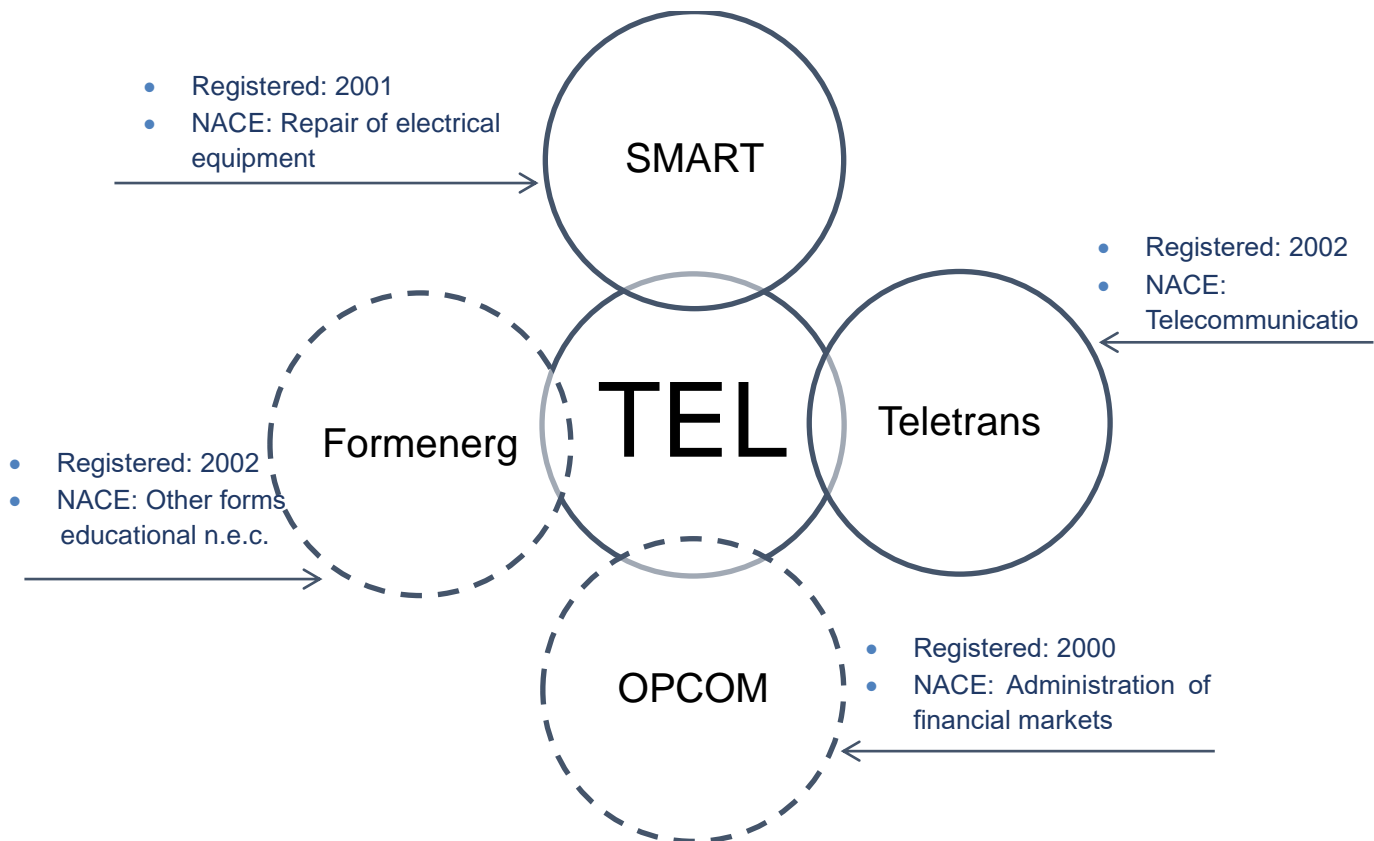 • Registered: 2001
• NACE: Repair of electrical
equipment
SMART
• Registered: 2002
• NACE:
Telecommunicatio
TEL
Teletrans
Formenerg
• Registered: 2002
• NACE: Other forms
educational n.e.c.
• Registered: 2000
• NACE: Administration of
financial markets
OPCOM